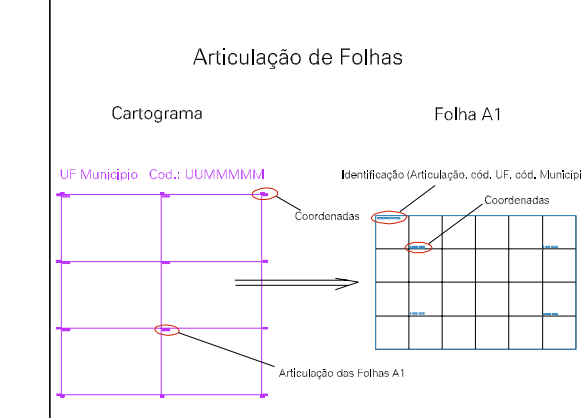 Articulação de Folhas
Cartograma
Folha A1
UF Municipio Cod.: UUMMMMM
Identificação (Articulação, cód. UF, cód. Municípi
Coordenadas
Coordenadas
Articulação das Folhas A1